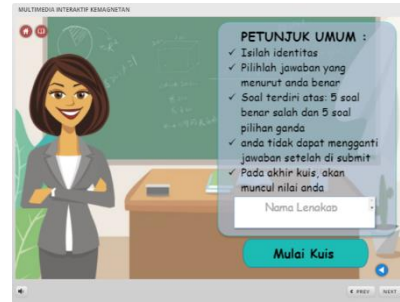 MULTIMEDIA INTERAKTIF KEMAGNETAN
PETUNJUK UMUM :
✓ Isilah identitas
✓ Pilihlah jawaban yang
menurut anda benar
✓ Soal terdiri atas: 5 soal
benar salah dan 5 soal
pilihan ganda
✓ anda tidak dapat mengganti
jawaban setelah di submit
✓ Pada akhir kuis, akan
muncul nilai anda
Nama Lengkap
Mulai Kuis
PREV
NEXT